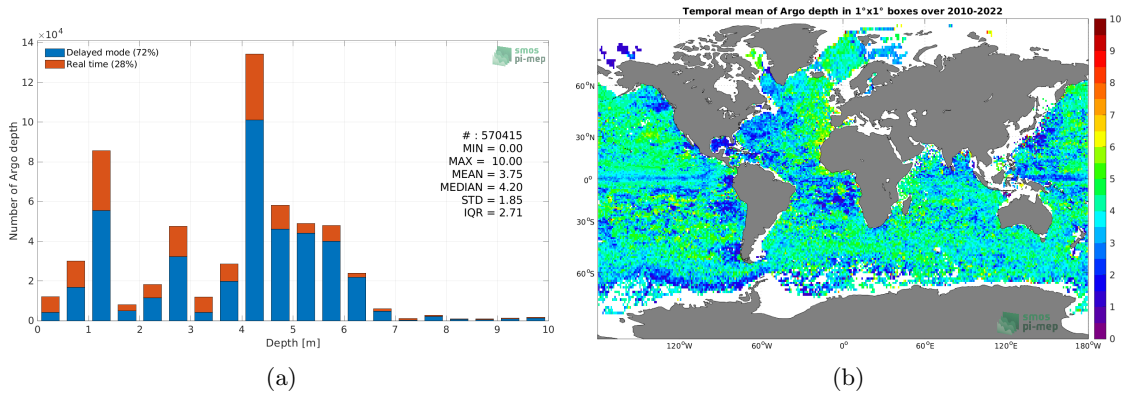 ×10⁴
Delayed mode (72%)
Real time (28%)
smos
pi-mep
# : 570415
MIN = 0.00
MAX = 10.00
MEAN = 3.75
MEDIAN = 4.20
STD = 1.85
IQR = 2.71
14
12
10
8
6
4
2
0
Number of Argo depth
0 1 2 3 4 5 6 7 8 9 10
Depth [m]
(a)
Temporal mean of Argo depth in 1°x1° boxes over 2010-2022
60°N
30°N
0°
30°S
60°S
120°W 60°W 0° 60°E 120°E 180°W
smos
pi-mep
10
9
8
7
6
5
4
3
2
1
0
(b)